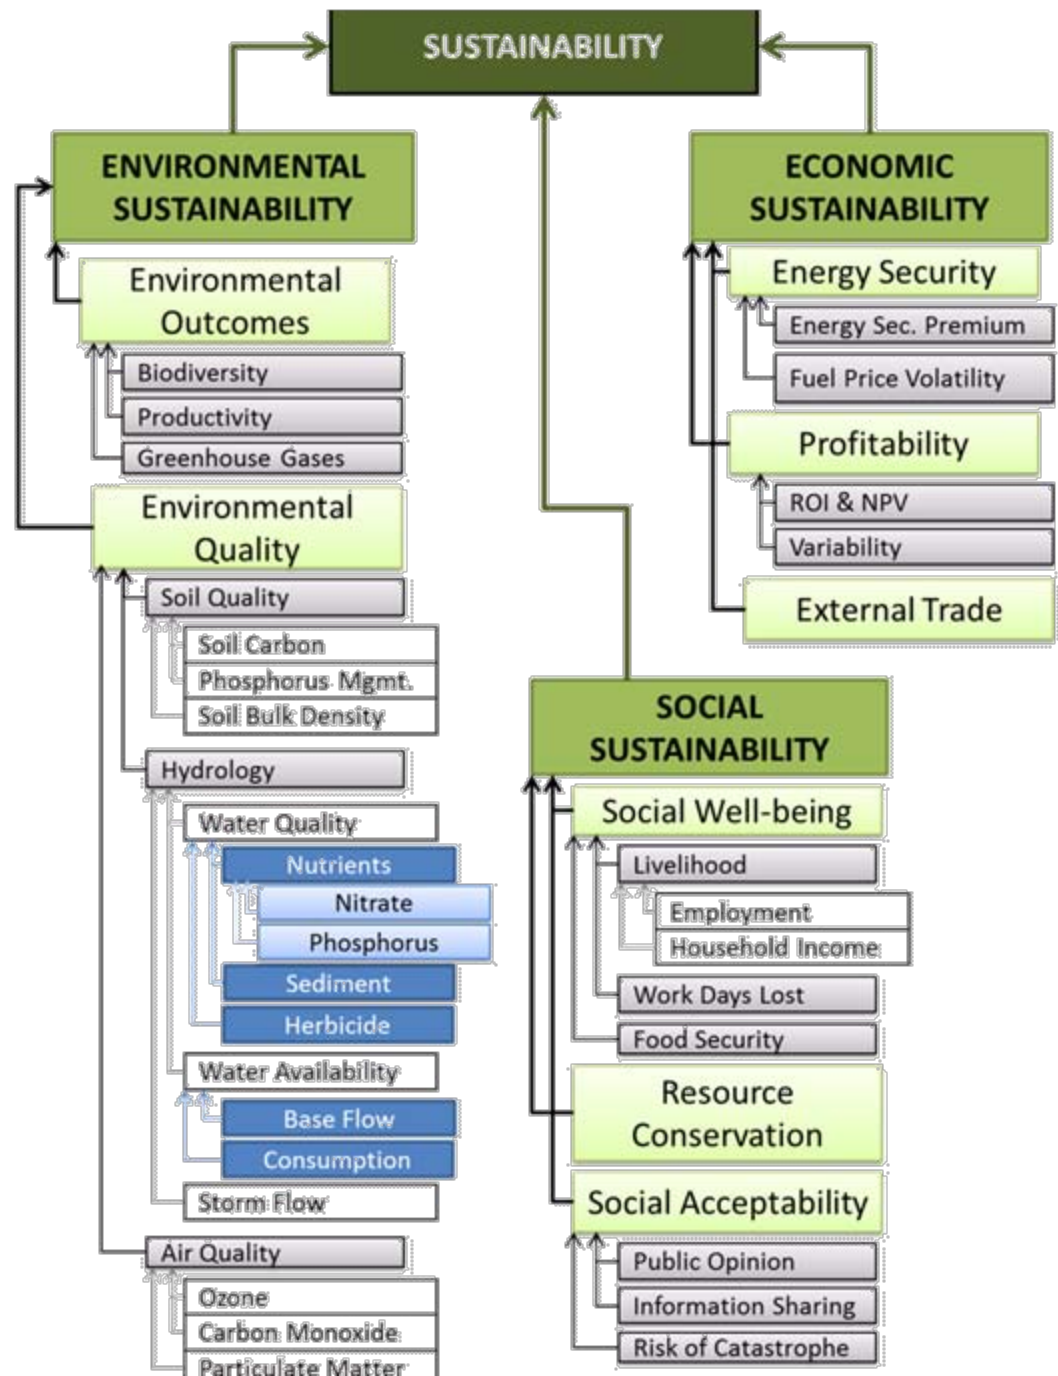 SUSTAINABILITY
ENVIRONMENTAL
SUSTAINABILITY
Environmental
Outcomes
Biodiversity
Productivity
Greenhouse Gases
Environmental
Quality
Soil Quality
Soil Carbon
Phosphorus Mgmt.
Soil Bulk Density
Hydrology
Water Quality
Nutrients
Nitrate
Phosphorus
Sediment
Herbicide
Water Availability
Base Flow
Consumption
Storm Flow
Air Quality
Ozone
Carbon Monoxide
Particulate Matter
ECONOMIC
SUSTAINABILITY
Energy Security
Energy Sec. Premium
Fuel Price Volatility
Profitability
ROI & NPV
Variability
External Trade
SOCIAL
SUSTAINABILITY
Social Well-being
Livelihood
Employment
Household Income
Work Days Lost
Food Security
Resource
Conservation
Social Acceptability
Public Opinion
Information Sharing
Risk of Catastrophe